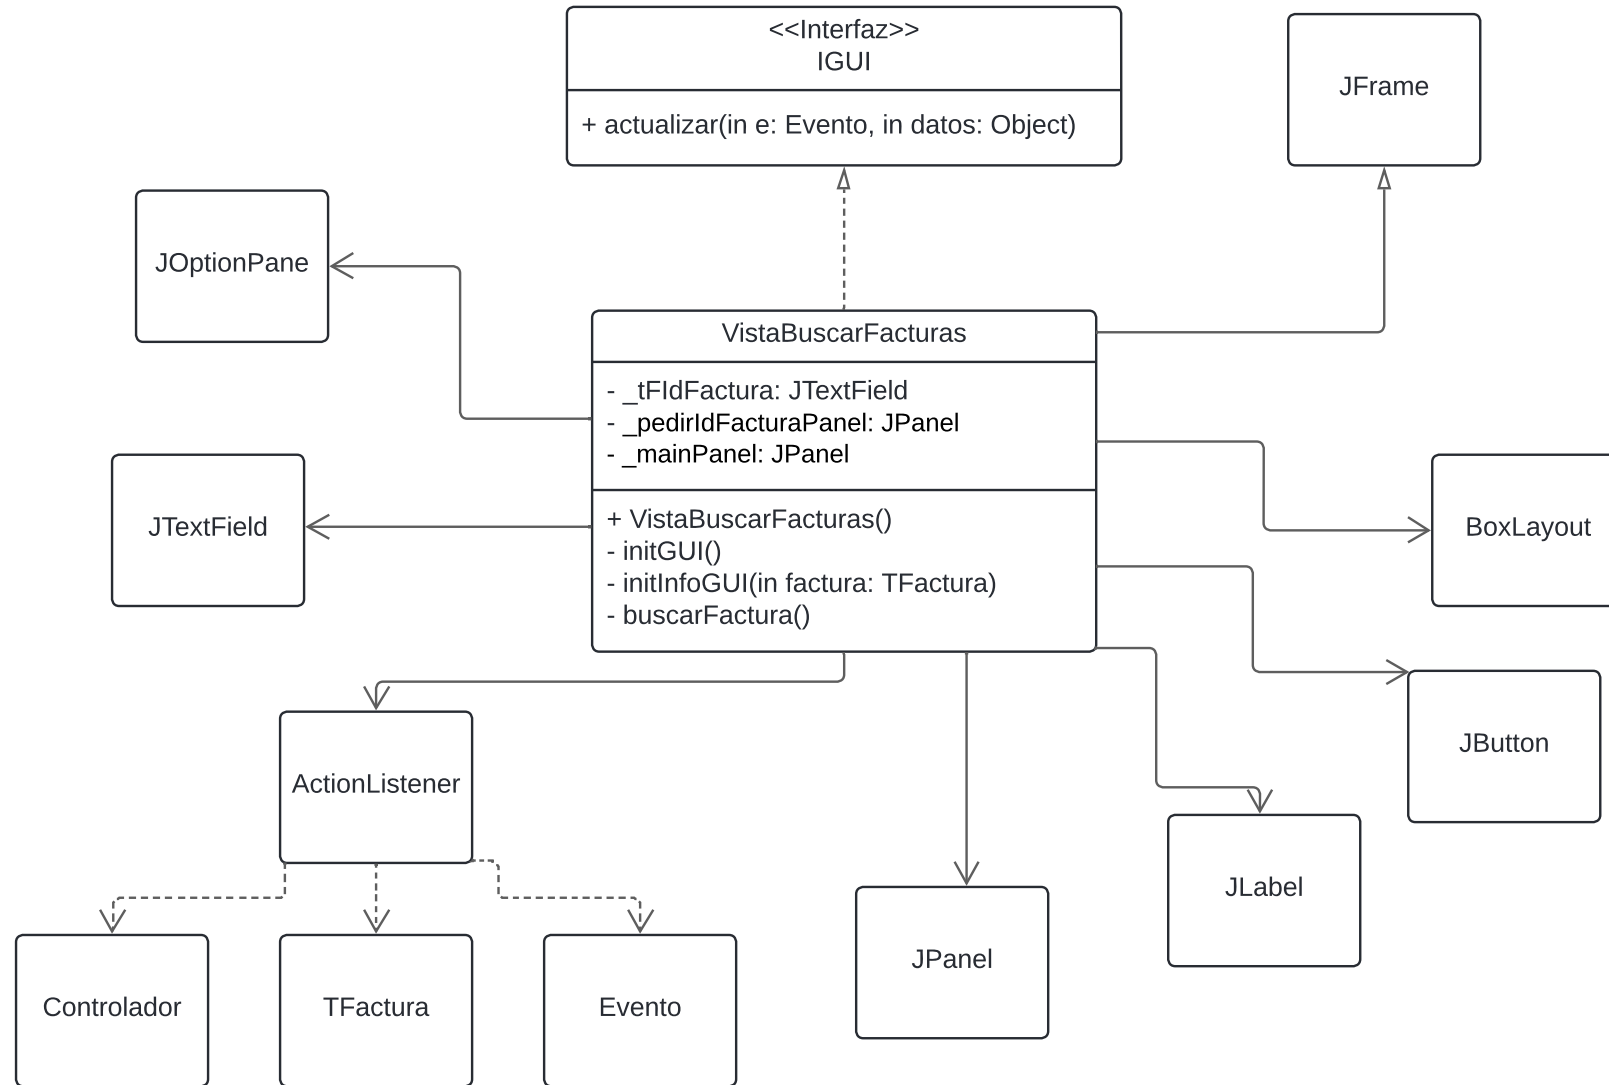 <<Interfaz>>
IGUI
+ actualizar(in e: Evento, in datos: Object)
JFrame
JOptionPane
VistaBuscarFacturas
- _tFIdFactura: JTextField
- _pedirIdFacturaPanel: JPanel
- _mainPanel: JPanel
+ VistaBuscarFacturas()
- initGUI()
- initInfoGUI(in factura: TFactura)
- buscarFactura()
JTextField
BoxLayout
JButton
ActionListener
JLabel
JPanel
Controlador
TFactura
Evento